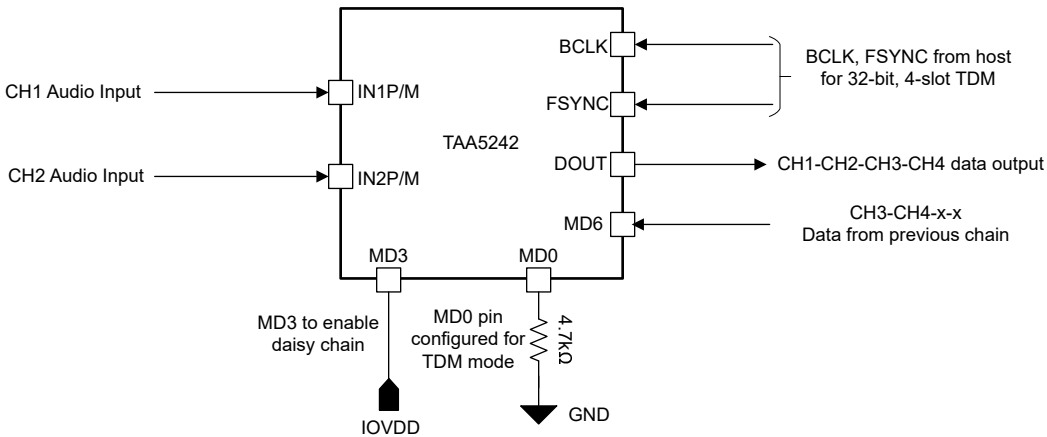 BCLK
BCLK, FSYNC from host
for 32-bit, 4-slot TDM
CH1 Audio Input
IN1P/M
FSYNC
TAA5242
DOUT
CH1-CH2-CH3-CH4 data output
CH2 Audio Input
IN2P/M
MD6
CH3-CH4-x-x
Data from previous chain
MD3
MD0
MD3 to enable
daisy chain
MD0 pin
configured for
TDM mode
4.7kΩ
IOVDD
GND